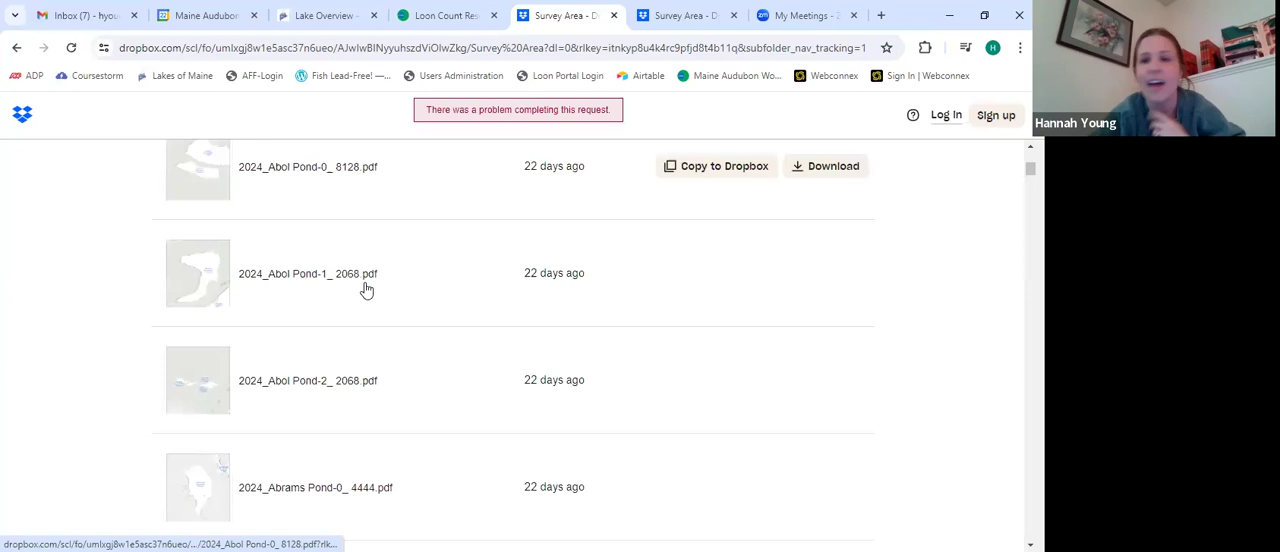 Inbox (7) – hyou
Maine Audubon
Lake Overview -
Loon Count Res
Survey Area - D
Survey Area - D
My Meetings - Z
dropbox.com/scl/fo/umlxgj8w1e5asc37n6ueo/AJwIwBINyyuhszdViOlwZkg/Survey%20Area?dl=0&rlkey=itnkyp8u4k4rc9pfjd8t4b11q&subfolder_nav_tracking=1
H
ADP
Coursestorm
Lakes of Maine
AFF-Login
Fish Lead-Free! —...
Users Administration
Loon Portal Login
Airtable
Maine Audubon Wo...
Webconnex
Sign In | Webconnex
There was a problem completing this request.
Log in
Sign up
Hannah Young
2024_Abol Pond-0_ 8128.pdf
22 days ago
Copy to Dropbox
Download
2024_Abol Pond-1_ 2068.pdf
22 days ago
2024_Abol Pond-2_ 2068.pdf
22 days ago
2024_Abrams Pond-0_ 4444.pdf
22 days ago
dropbox.com/scl/fo/umlxgj8w1e5asc37n6ueo/.../2024_Abol Pond-0_ 8128.pdf?rlk...